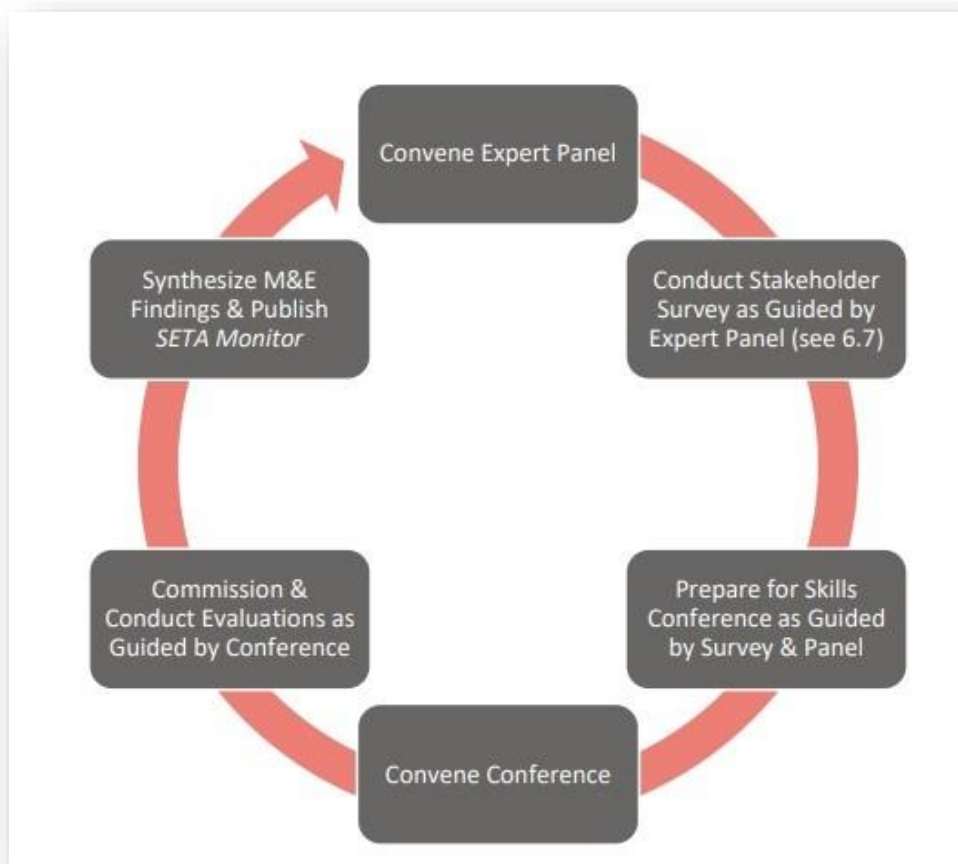 Convene Expert Panel
Conduct Stakeholder
Survey as Guided by
Expert Panel (see 6.7)
Prepare for Skills
Conference as Guided
by Survey & Panel
Convene Conference
Commission &
Conduct Evaluations as
Guided by Conference
Synthesize M&E
Findings & Publish
SETA Monitor